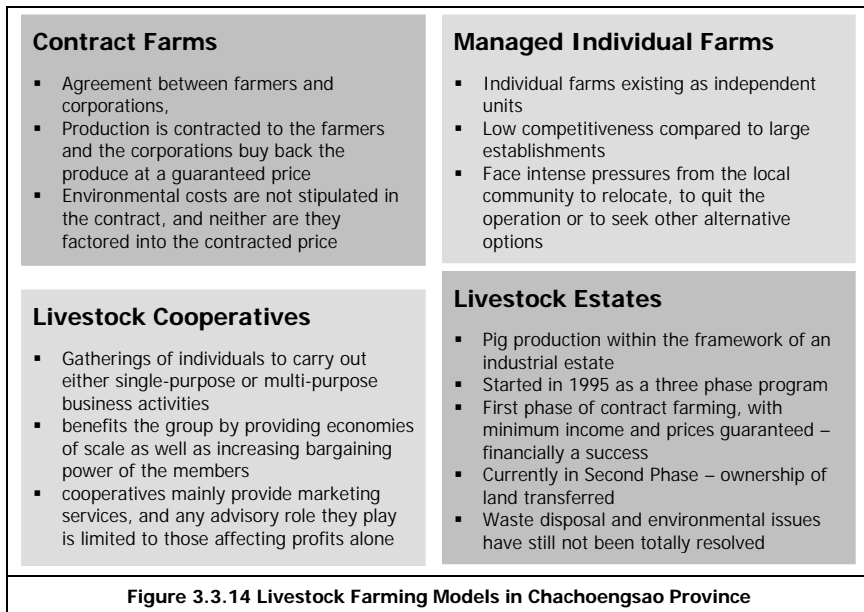 Contract Farms
▪ Agreement between farmers and
corporations,
▪ Production is contracted to the farmers
and the corporations buy back the
produce at a guaranteed price
▪ Environmental costs are not stipulated in
the contract, and neither are they
factored into the contracted price
Managed Individual Farms
▪ Individual farms existing as independent
units
▪ Low competitiveness compared to large
establishments
▪ Face intense pressures from the local
community to relocate, to quit the
operation or to seek other alternative
options
Livestock Cooperatives
▪ Gatherings of individuals to carry out
either single-purpose or multi-purpose
business activities
▪ benefits the group by providing economies
of scale as well as increasing bargaining
power of the members
▪ cooperatives mainly provide marketing
services, and any advisory role they play
is limited to those affecting profits alone
Livestock Estates
▪ Pig production within the framework of an
industrial estate
▪ Started in 1995 as a three phase program
▪ First phase of contract farming, with
minimum income and prices guaranteed –
financially a success
▪ Currently in Second Phase – ownership of
land transferred
▪ Waste disposal and environmental issues
have still not been totally resolved
Figure 3.3.14 Livestock Farming Models in Chachoengsao Province